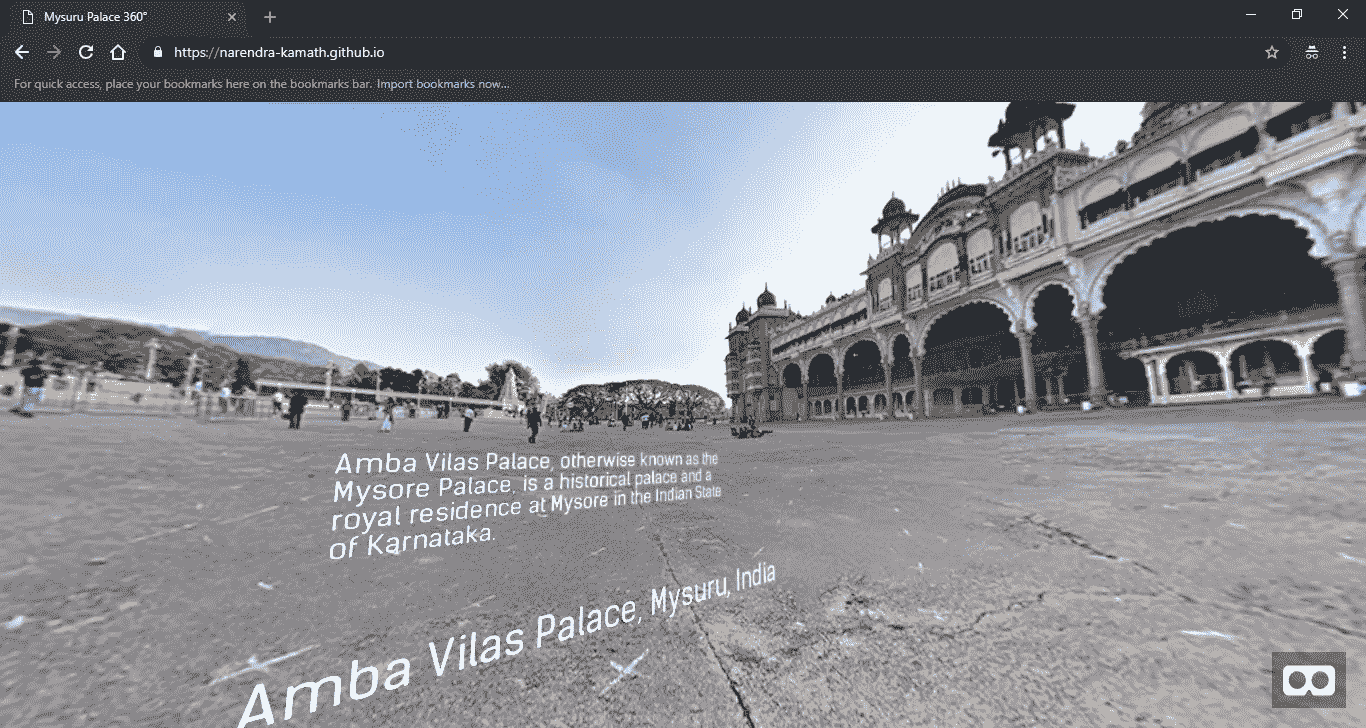 Mysuru Palace 360°
https://narendra-kamath.github.io
For quick access, place your bookmarks here on the bookmarks bar. Import bookmarks now...
Amba Vilas Palace, otherwise known as the
Mysore Palace, is a historical palace and a
royal residence at Mysore in the Indian State
of Karnataka.
Amba Vilas Palace, Mysuru, India